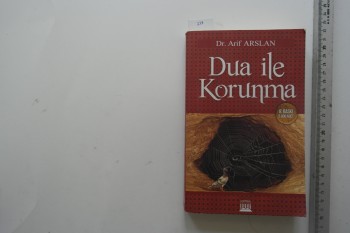 Dr. Arif ARSLAN
Dua ile
Korunma